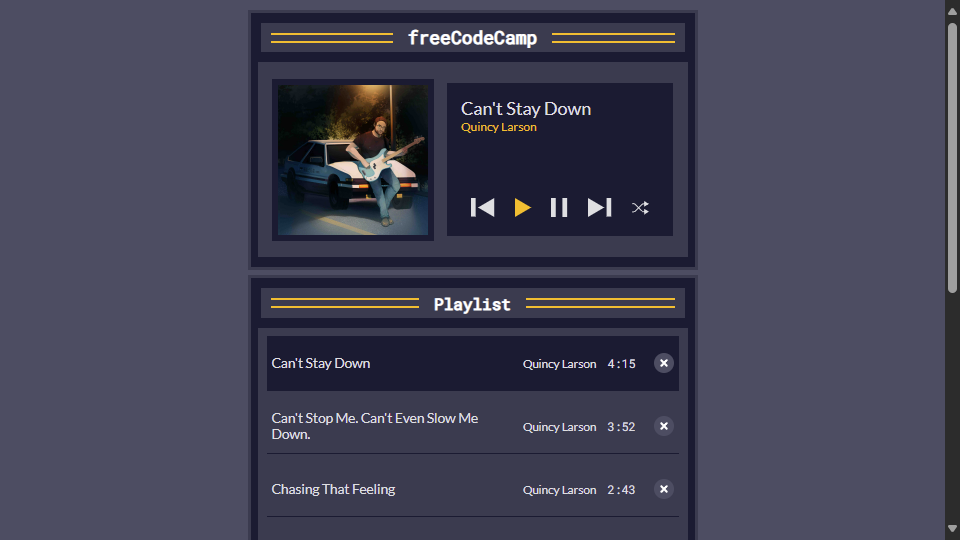 freeCodeCamp
Can't Stay Down
Quincy Larson
Playlist
Can't Stay Down Quincy Larson 4:15
Can't Stop Me. Can't Even Slow Me
Down. Quincy Larson 3:52
Chasing That Feeling Quincy Larson 2:43